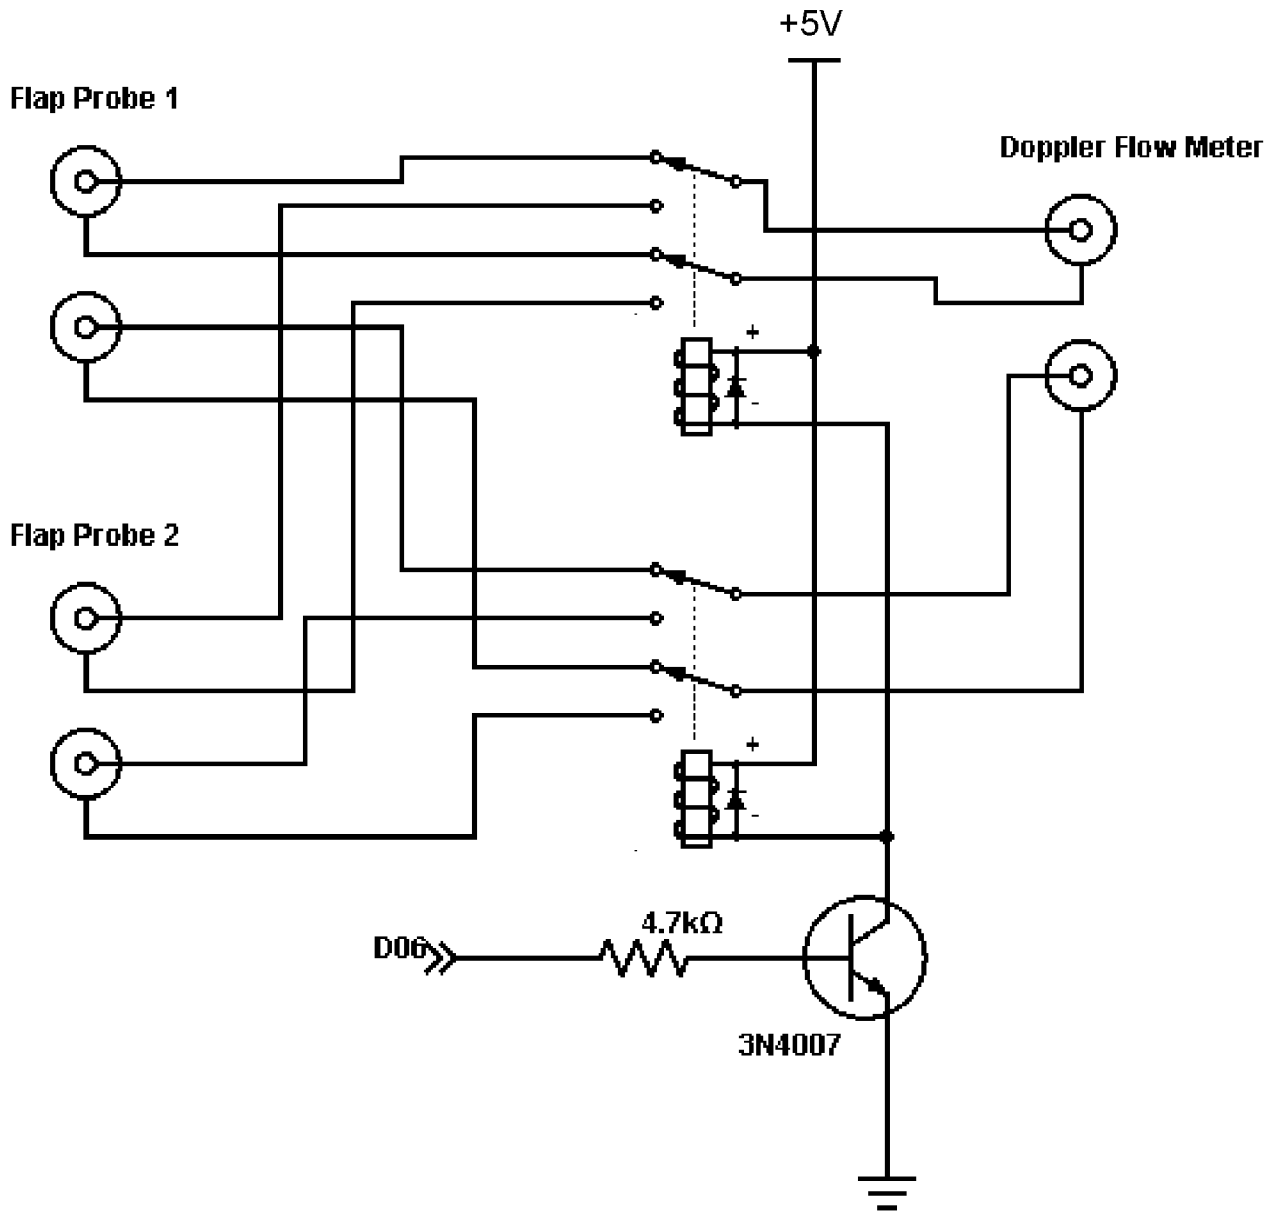 +5V
Flap Probe 1
Doppler Flow Meter
+
-
Flap Probe 2
+
-
4.7kΩ
D06
3N4007